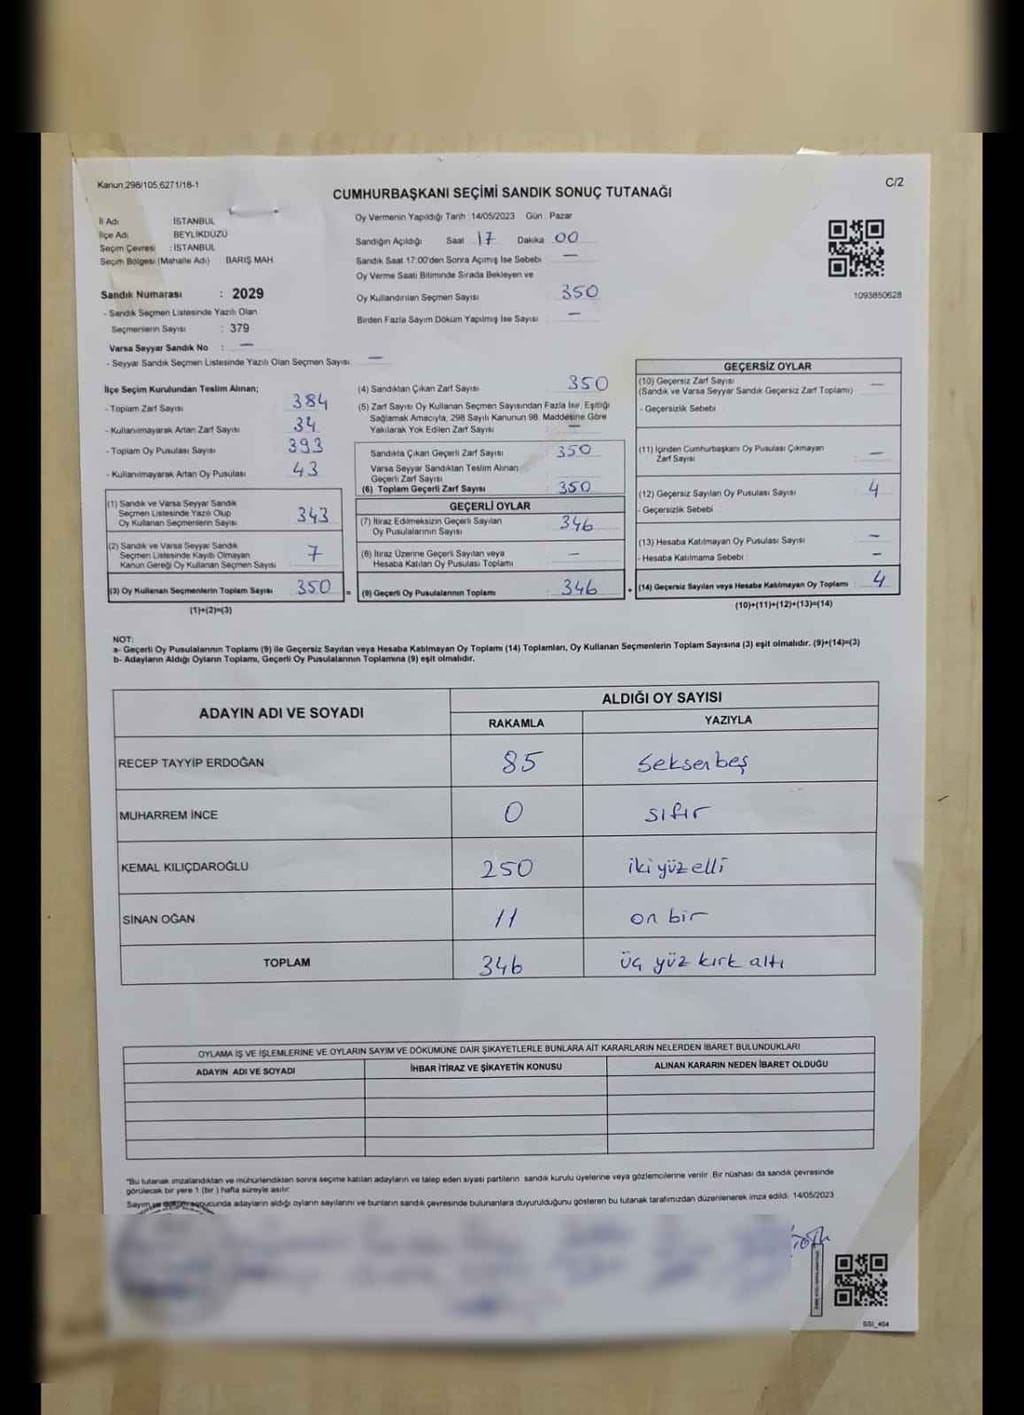 Kanun,298/105,6271/18-1
C/2
CUMHURBAŞKANI SEÇİMİ SANDIK SONUÇ TUTANAĞI
İl Adı İSTANBUL
İlçe Adı BEYLİKDÜZÜ
Seçim Çevresi : İSTANBUL
Seçim Bölgesi (Mahalle Adı) : BARIŞ MAH.
Sandık Numarası : 2029
- Sandık Seçmen Listesinde Yazılı Olan
Seçmenlerin Sayısı : 379
Varsa Seyyar Sandık No : —
- Seyyar Sandık Seçmen Listesinde Yazılı Olan Seçmen Sayısı —
Oy Vermenin Yapıldığı Tarih :14/05/2023 Gün : Pazar
Sandığın Açıldığı Saat 17 Dakika 00
Sandık Saat 17:00'den Sonra Açımış İse Sebebi —
Oy Verme Saati Bitiminde Sırada Bekleyen ve
Oy Kullandırılan Seçmen Sayısı 350
Birden Fazla Sayım Döküm Yapılmış İse Sayısı —
1093850628
İlçe Seçim Kurulundan Teslim Alınan;
- Toplam Zarf Sayısı 384
- Kullanılmayarak Artan Zarf Sayısı 34
- Toplam Oy Pusulası Sayısı 393
- Kullanılmayarak Artan Oy Pusulası 43
(1) Sandık ve Varsa Seyyar Sandık
Seçmen Listesinde Yazılı Olup
Oy Kullanan Seçmenlerin Sayısı 343
(2) Sandık ve Varsa Seyyar Sandık
Seçmen Listesinde Kayıtlı Olmayan
Kanun Gereği Oy Kullanan Seçmen Sayısı 7
(3) Oy Kullanan Seçmenlerin Toplam Sayısı 350 =
(1)+(2)=(3)
(4) Sandıktan Çıkan Zarf Sayısı 350
(5) Zarf Sayısı Oy Kullanan Seçmen Sayısından Fazla İse, Eşitliği
Sağlamak Amacıyla, 298 Sayılı Kanunun 98. Maddesine Göre
Yakılarak Yok Edilen Zarf Sayısı —
Sandıkta Çıkan Geçerli Zarf Sayısı 350
Varsa Seyyar Sandıktan Teslim Alınan
Geçerli Zarf Sayısı
(6) Toplam Geçerli Zarf Sayısı 350
GEÇERLİ OYLAR
(7) İtiraz Edilmeksizin Geçerli Sayılan
Oy Pusulalarının Sayısı 346
(8) İtiraz Üzerine Geçerli Sayılan veya
Hesaba Katılan Oy Pusulası Toplamı —
(9) Geçerli Oy Pusulalarının Toplamı 346 +
GEÇERSİZ OYLAR
(10) Geçersiz Zarf Sayısı
(Sandık ve Varsa Seyyar Sandık Geçersiz Zarf Toplamı) —
- Geçersizlik Sebebi
(11) İçinden Cumhurbaşkanı Oy Pusulası Çıkmayan
Zarf Sayısı —
(12) Geçersiz Sayılan Oy Pusulası Sayısı 4
- Geçersizlik Sebebi
(13) Hesaba Katılmayan Oy Pusulası Sayısı —
- Hesaba Katılmama Sebebi : —
(14) Geçersiz Sayılan veya Hesaba Katılmayan Oy Toplamı 4
(10)+(11)+(12)+(13)=(14)
NOT:
a- Geçerli Oy Pusulalarının Toplamı (9) ile Geçersiz Sayılan veya Hesaba Katılmayan Oy Toplamı (14) Toplamları, Oy Kullanan Seçmenlerin Toplam Sayısına (3) eşit olmalıdır. (9)+(14)=(3)
b- Adayların Aldığı Oyların Toplamı, Geçerli Oy Pusulalarının Toplamına (9) eşit olmalıdır.
ADAYIN ADI VE SOYADI
ALDIĞI OY SAYISI
RAKAMLA YAZIYLA
RECEP TAYYİP ERDOĞAN 85 Seksenbeş
MUHARREM İNCE 0 sıfır
KEMAL KILIÇDAROĞLU 250 ikiyüz elli
SİNAN OĞAN 11 on bir
TOPLAM 346 üç yüz kırk altı
OYLAMA İŞ VE İŞLEMLERİNE VE OYLARIN SAYIM VE DÖKÜMÜNE DAİR ŞİKAYETLERLE BUNLARA AİT KARARLARIN NELERDEN İBARET BULUNDUKLARI
ADAYIN ADI VE SOYADI İHBAR İTİRAZ VE ŞİKAYETİN KONUSU ALINAN KARARIN NEDEN İBARET OLDUĞU
"Bu tutanak imzalandıktan ve mühürlendikten sonra seçime katılan adayların ve talep eden siyasi partilerin sandık kurulu üyelerine veya gözlemcilerine verilir. Bir nüshası da sandık çevresinde
görülecek bir yere 1 (bir) hafta süreyle asılır.
Sayım ve döküm sonucunda adayların aldığı oyların sayılarını ve bunların sandık çevresinde bulunanlara duyurulduğunu gösteren bu tutanak tarafımızdan düzenlenerek imza edildi. 14/05/2023